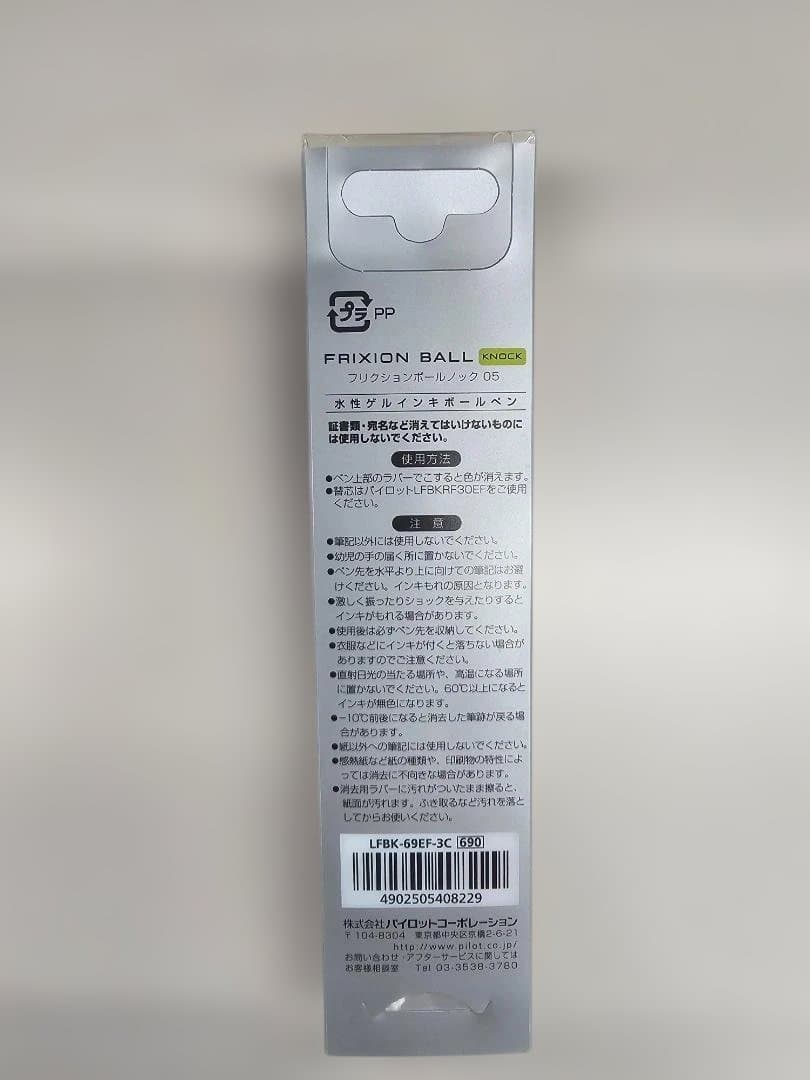 プラ PP
FRIXION BALL KNOCK
フリクションボールノック 05
水性ゲルインキボールペン
証書類・宛名など消えてはいけないものに
は使用しないでください。
使用方法
●ペン上部のラバーでこすると色が消えます。
●替芯はパイロットLFBKRF30EFをご使用
ください。
注 意
●筆記以外には使用しないでください。
●幼児の手の届く所に置かないでください。
●ペン先を水平より上に向けての筆記はお避
けください。インキもれの原因となります。
●激しく振ったりショックを与えたりすると
インキがもれる場合があります。
●使用後は必ずペン先を収納してください。
●衣服などにインキが付くと落ちない場合が
ありますのでご注意ください。
●直射日光の当たる場所や、高温になる場所
に置かないでください。60℃以上になると
インキが無色になります。
●-10℃前後になると消去した筆跡が戻る場
合があります。
●紙以外への筆記には使用しないでください。
●感熱紙など紙の種類や、印刷物の特性によ
っては消去に不向きな場合があります。
●消去用ラバーに汚れがついたまま擦ると、
紙面が汚れます。ふき取るなど汚れを落と
してからお使いください。
LFBK-69EF-3C 690
4902505408229
株式会社パイロットコーポレーション
〒104-8304 東京都中央区京橋2-6-21
http://www.pilot.co.jp/
お問い合わせ・アフターサービスに関しては
お客様相談室 Tel 03-3538-3780